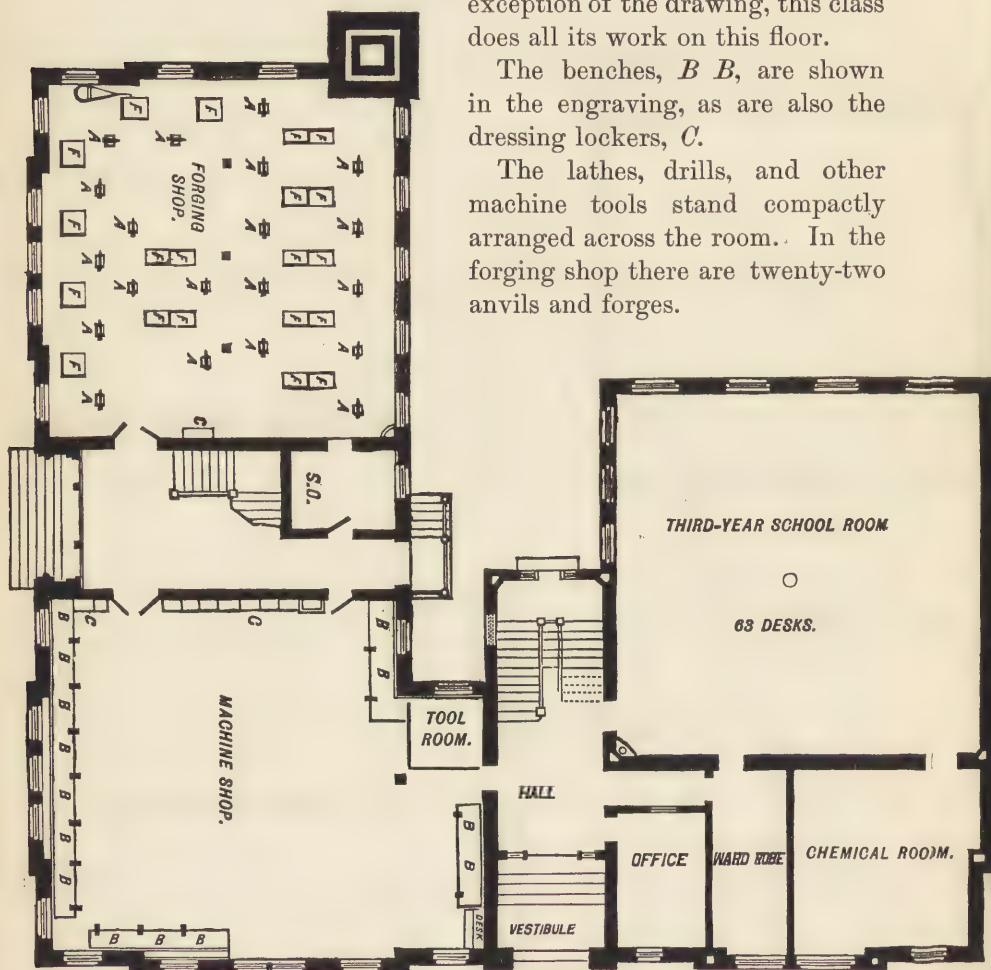 exception of the drawing, this class
does all its work on this floor.
The benches, B B, are shown
in the engraving, as are also the
dressing lockers, C.
The lathes, drills, and other
machine tools stand compactly
arranged across the room. In the
forging shop there are twenty-two
anvils and forges.
F F A
A A F F
F A A
A F F
F A A A
A F F F F
F A A A A
A F F F F
F A A A
F F
A A
FORGING
SHOP.
C
S.O.
C
C
B
B
B
B
B
B
B
B
B
MACHINE SHOP.
TOOL
ROOM.
B
B
B B B
DESK
HALL
VESTIBULE
THIRD-YEAR SCHOOL ROOM
63 DESKS.
OFFICE
WARD ROBE
CHEMICAL ROOM.